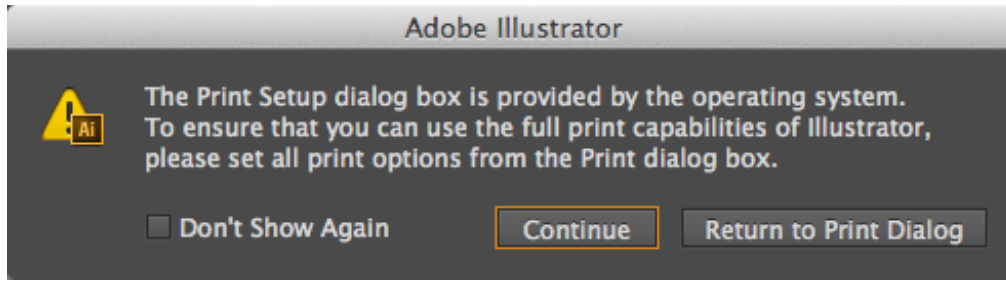 Adobe Illustrator
The Print Setup dialog box is provided by the operating system.
To ensure that you can use the full print capabilities of Illustrator,
please set all print options from the Print dialog box.
Ai
Don't Show Again
Continue
Return to Print Dialog